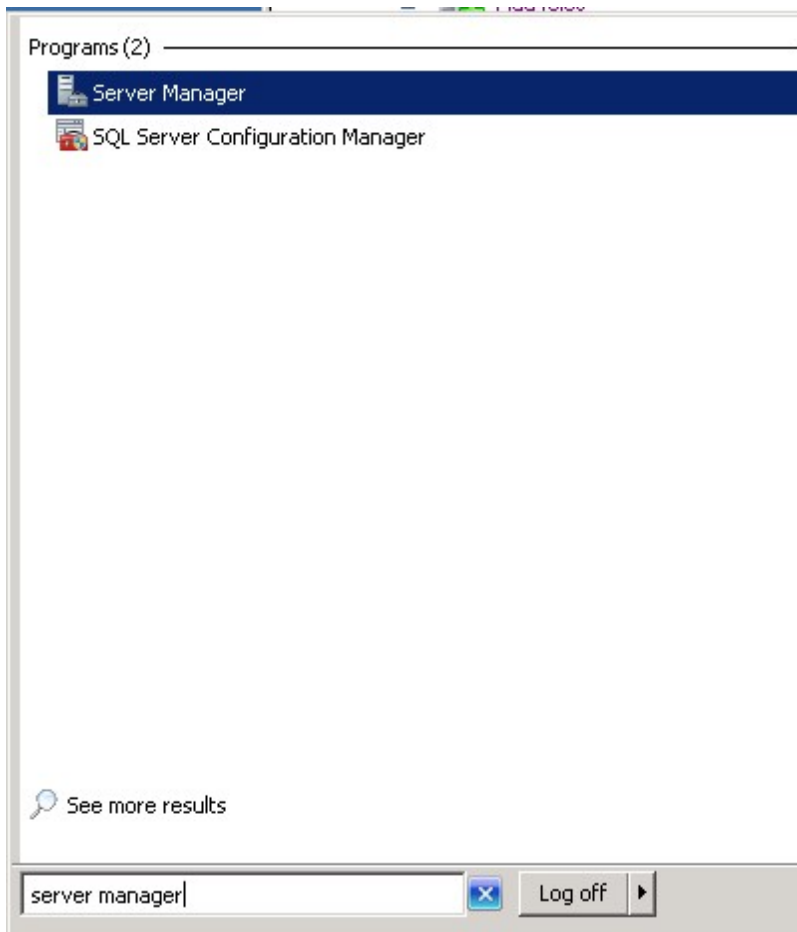 Programs (2)
Server Manager
SQL Server Configuration Manager
See more results
server manager
Log off